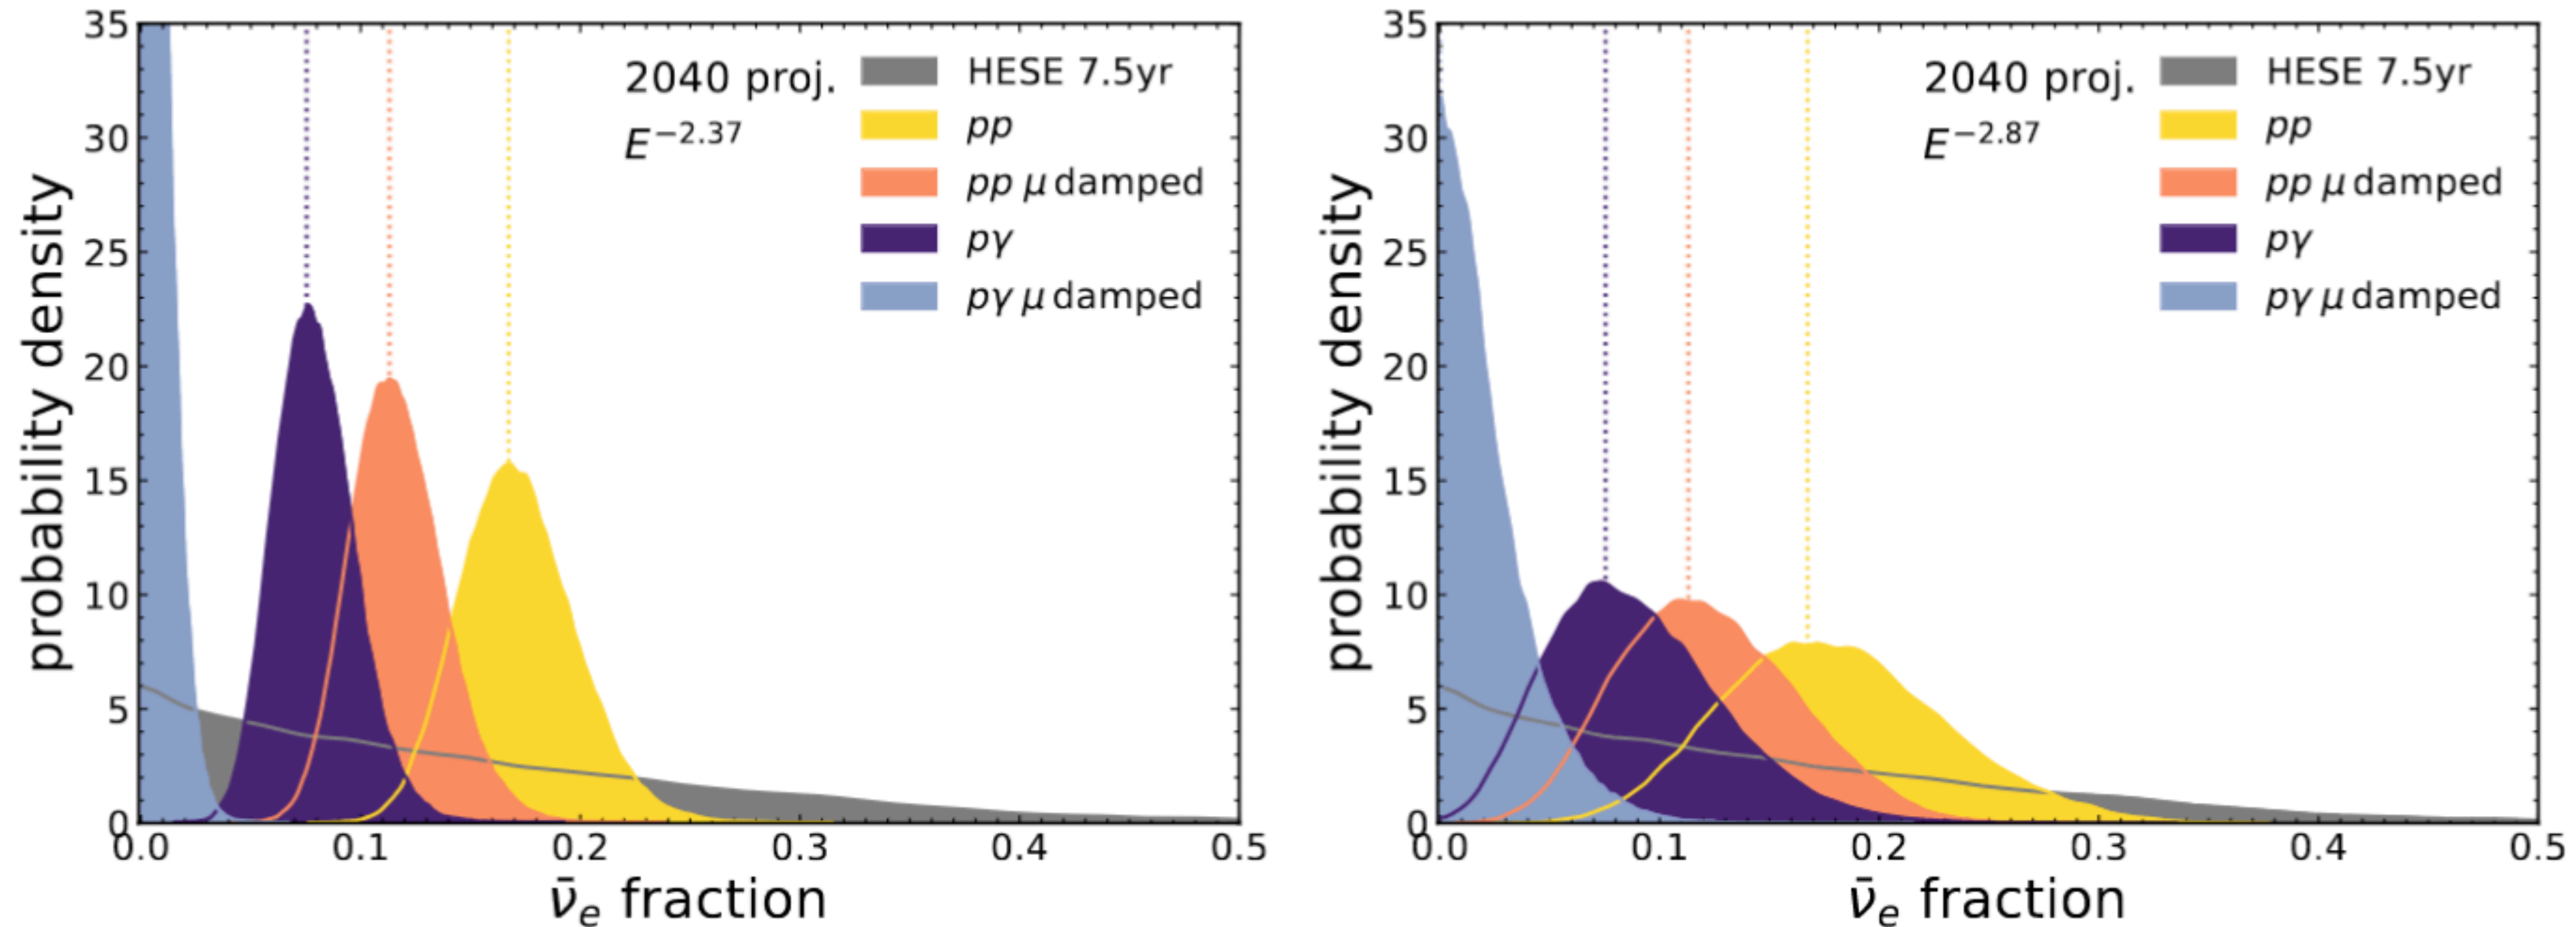 35
30
25
20
15
10
5
0
0.0 0.1 0.2 0.3 0.4 0.5
probability density
ν̄ₑ fraction
2040 proj.
E⁻²·³⁷
HESE 7.5yr
pp
pp μ damped
pγ
pγ μ damped
35
30
25
20
15
10
5
0
0.0 0.1 0.2 0.3 0.4 0.5
probability density
ν̄ₑ fraction
2040 proj.
E⁻²·⁸⁷
HESE 7.5yr
pp
pp μ damped
pγ
pγ μ damped